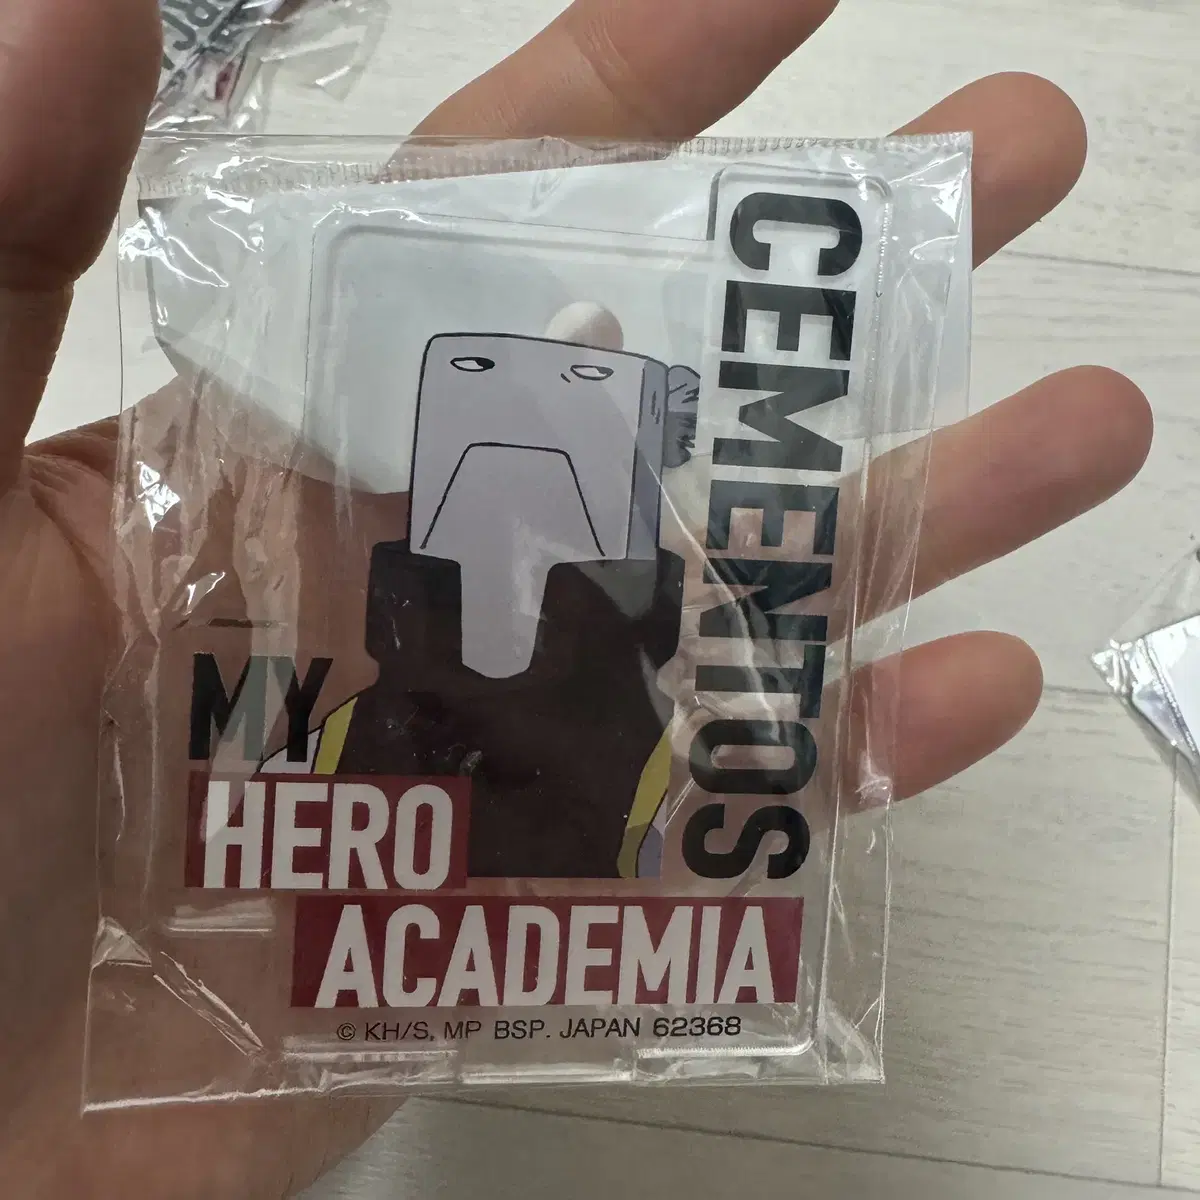 CEMENTOS
MY
HERO
ACADEMIA
© KH/S, MP BSP. JAPAN 62368